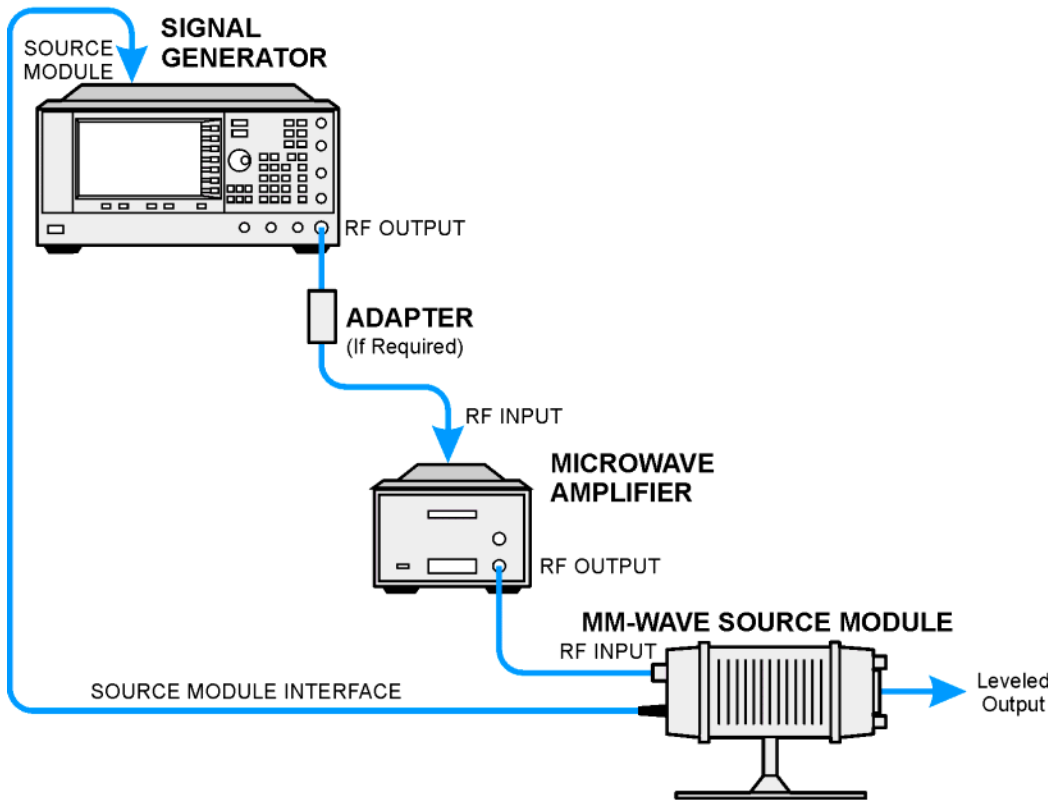 SIGNAL
GENERATOR
SOURCE
MODULE
RF OUTPUT
ADAPTER
(If Required)
RF INPUT
MICROWAVE
AMPLIFIER
RF OUTPUT
MM-WAVE SOURCE MODULE
RF INPUT
SOURCE MODULE INTERFACE
Leveled
Output